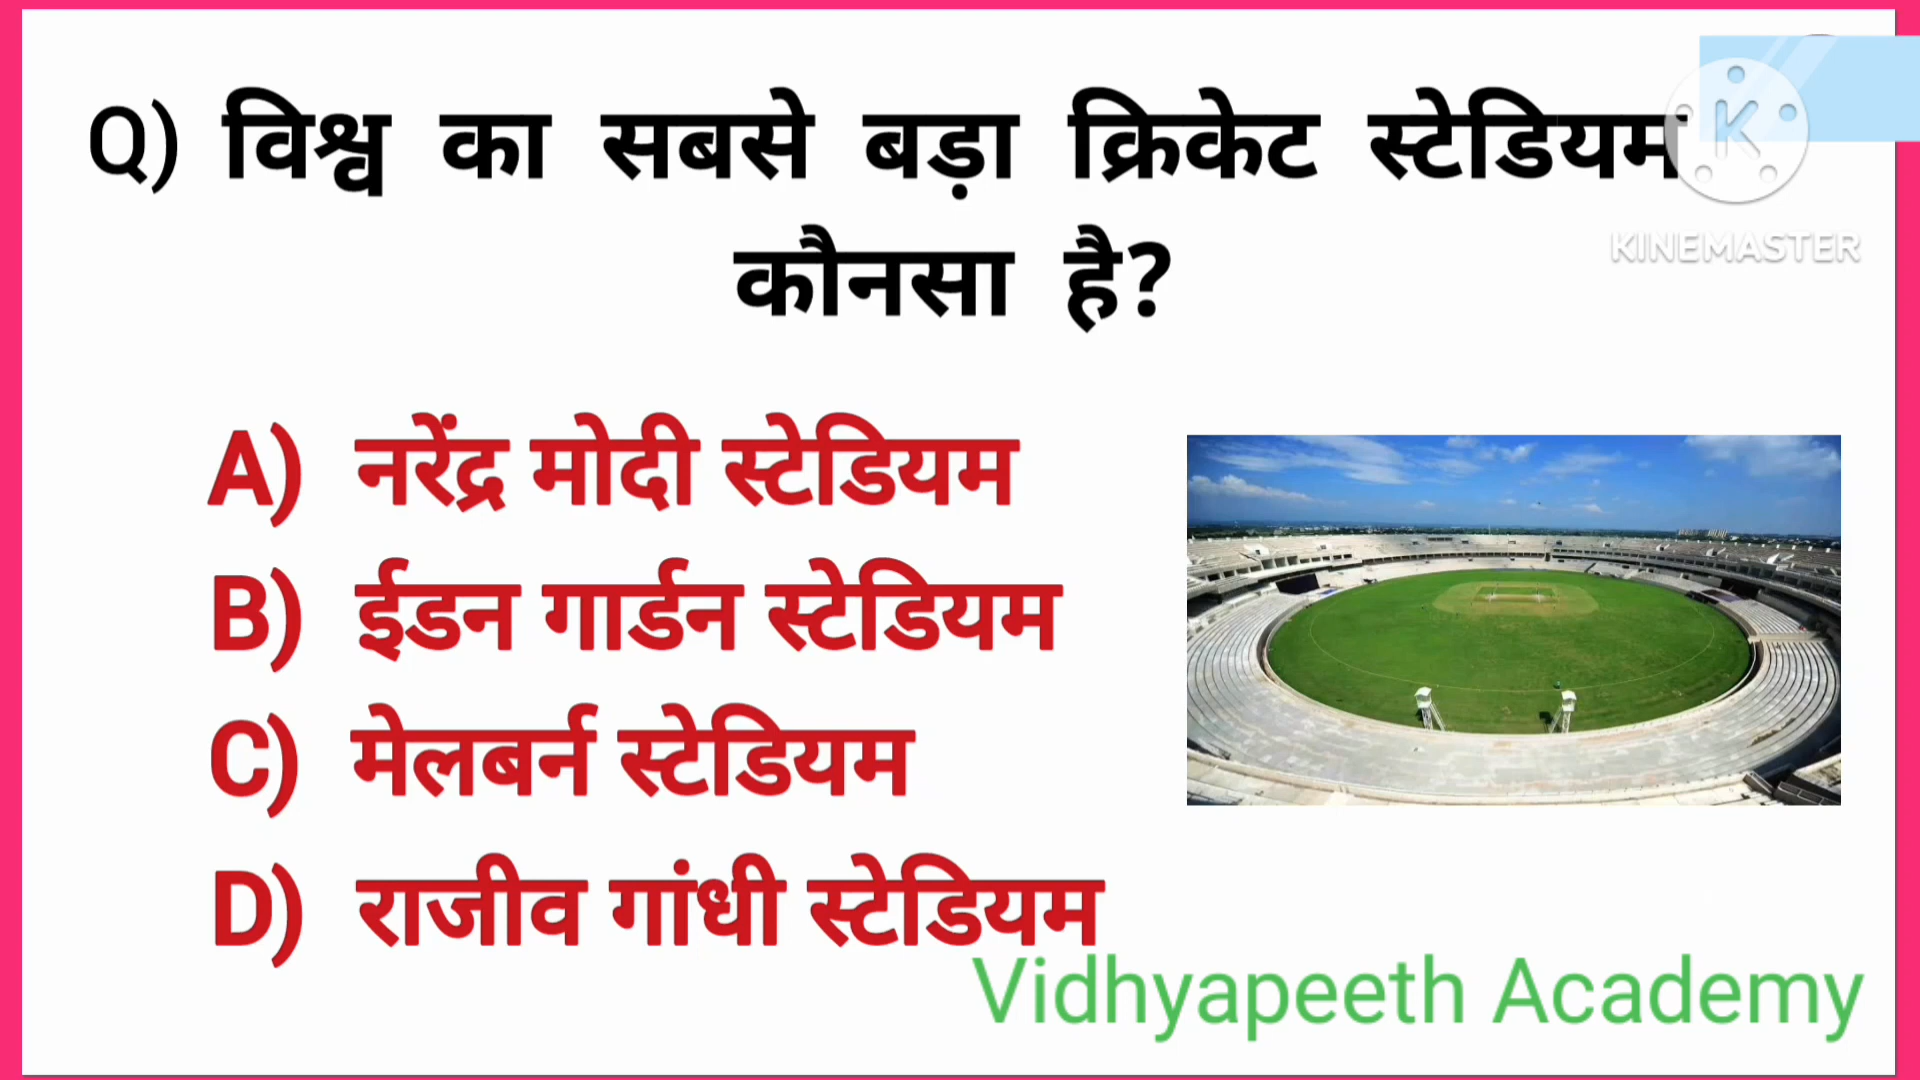 Q) विश्व का सबसे बड़ा क्रिकेट स्टेडियम
कौनसा है?
KINEMASTER
A) नरेंद्र मोदी स्टेडियम
B) ईडन गार्डन स्टेडियम
C) मेलबर्न स्टेडियम
D) राजीव गांधी स्टेडियम
Vidhyapeeth Academy